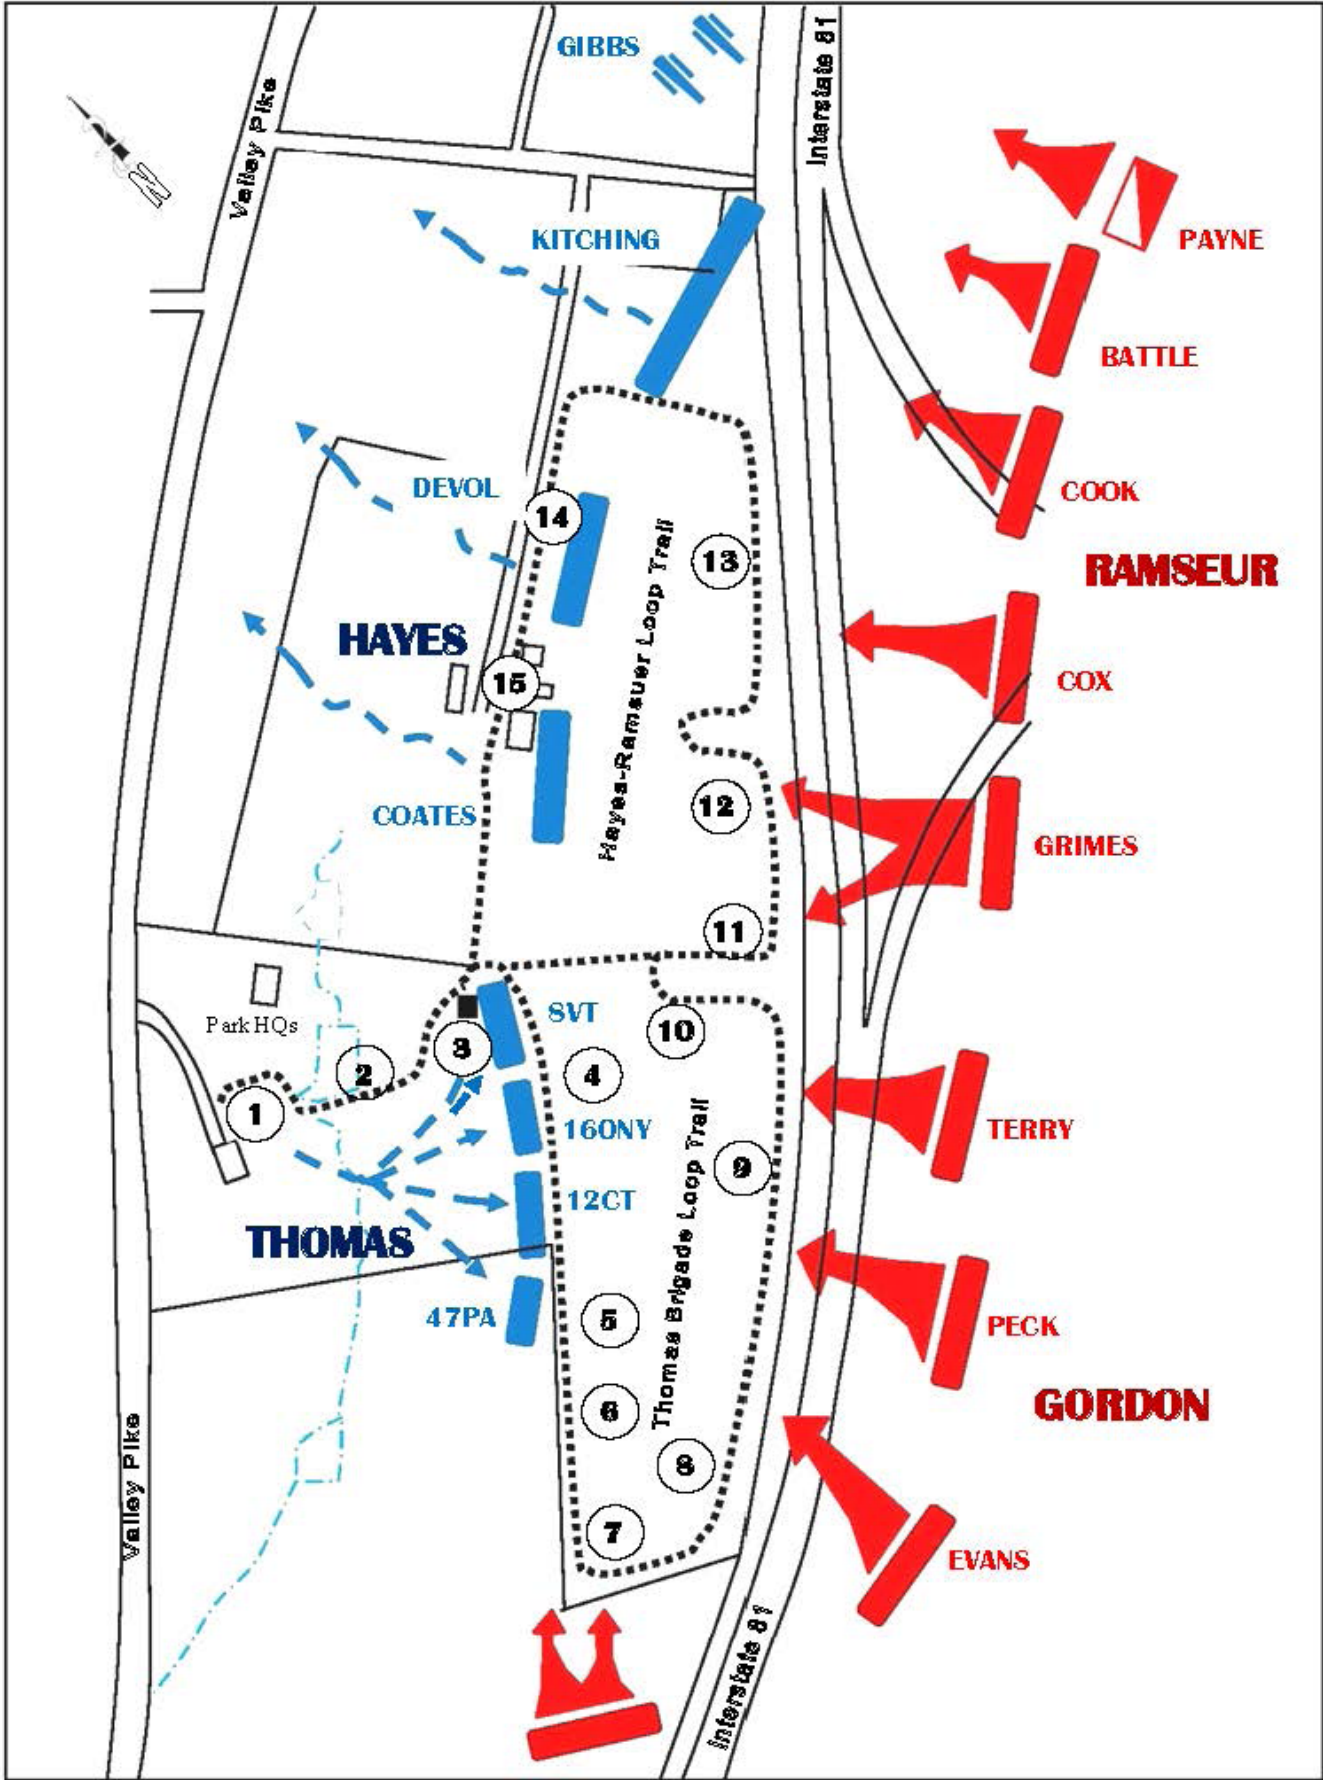 GIBBS
Interstate 81
Valley Pike
N
KITCHING
PAYNE
BATTLE
DEVOL
COOK
14
13
RAMSEUR
Hayes-Ramsauer Loop Trail
HAYES
15
COX
12
COATES
GRIMES
11
Park HQs
8VT
10
3
2
4
1
160NY
TERRY
9
12CT
Thomas Brigade Loop Trail
THOMAS
47PA
5
PECK
6
GORDON
8
Valley Pike
7
EVANS
Interstate 81